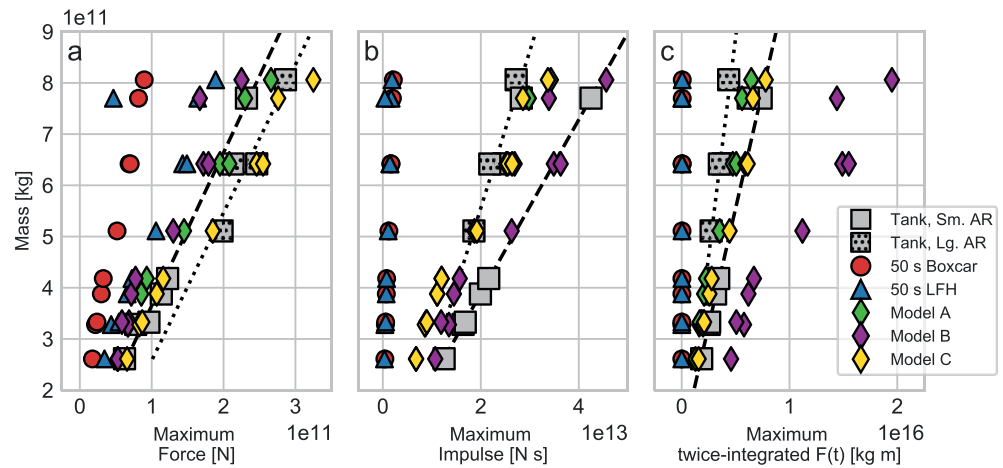 1e11
a
b
c
9
8
7
6
5
4
3
2
Mass [kg]
0
1
2
3
0
2
4
0
1
2
Maximum
Force [N]
1e11
Maximum
Impulse [N s]
1e13
Maximum
twice-integrated F(t) [kg m]
1e16
Tank, Sm. AR
Tank, Lg. AR
50 s Boxcar
50 s LFH
Model A
Model B
Model C